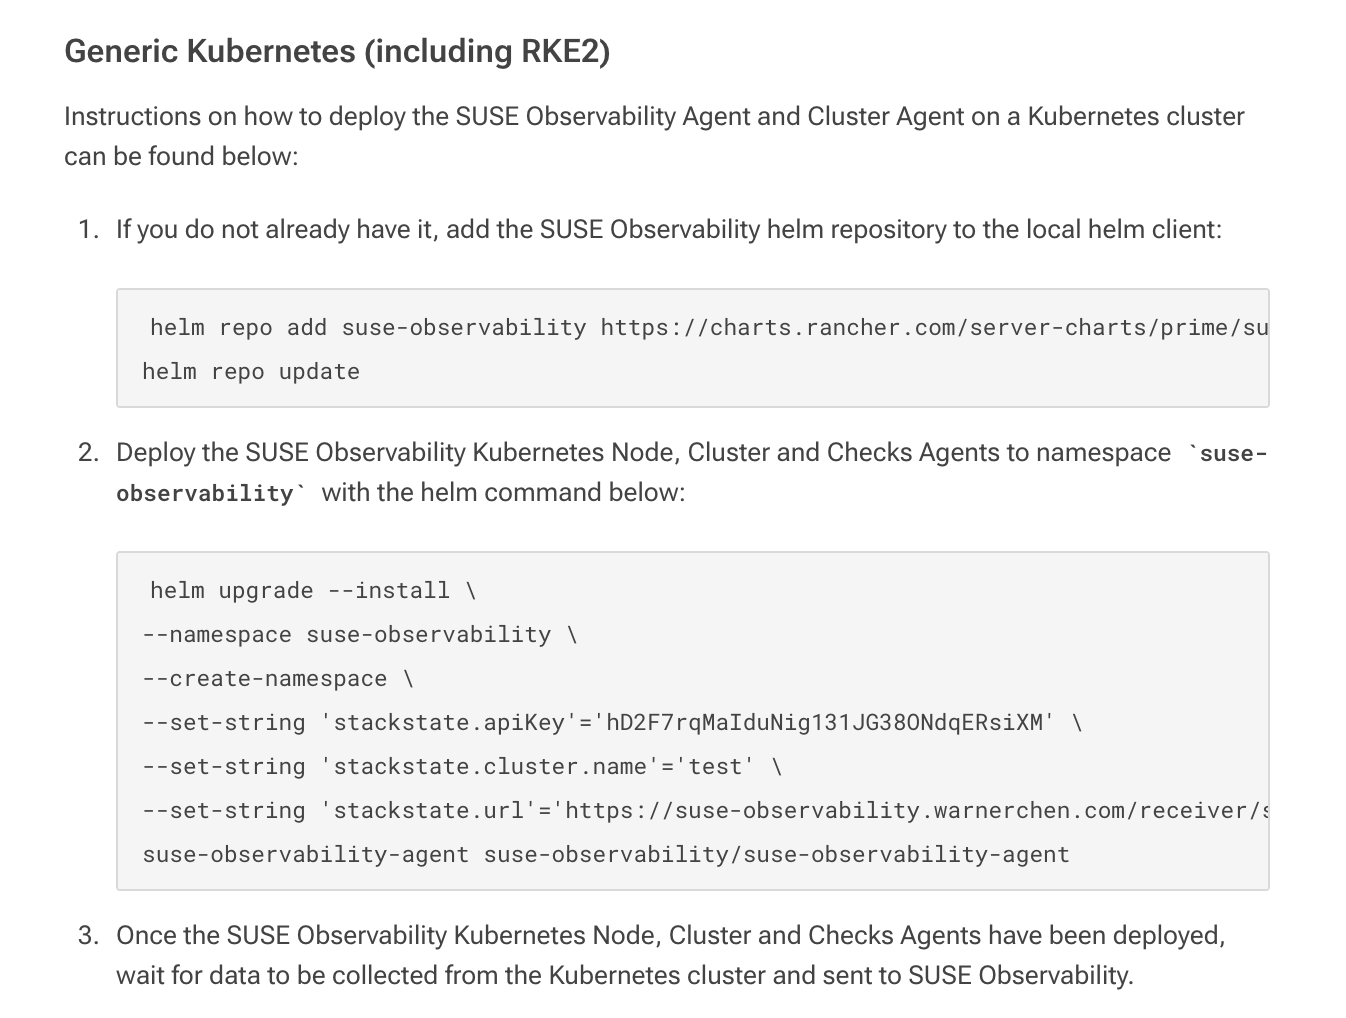 Generic Kubernetes (including RKE2)
Instructions on how to deploy the SUSE Observability Agent and Cluster Agent on a Kubernetes cluster
can be found below:
1. If you do not already have it, add the SUSE Observability helm repository to the local helm client:
helm repo add suse-observability https://charts.rancher.com/server-charts/prime/su
helm repo update
2. Deploy the SUSE Observability Kubernetes Node, Cluster and Checks Agents to namespace `suse-
observability` with the helm command below:
helm upgrade --install \
--namespace suse-observability \
--create-namespace \
--set-string 'stackstate.apiKey'='hD2F7rqMaIduNig131JG38ONdqERsiXM' \
--set-string 'stackstate.cluster.name'='test' \
--set-string 'stackstate.url'='https://suse-observability.warnerchen.com/receiver/s
suse-observability-agent suse-observability/suse-observability-agent
3. Once the SUSE Observability Kubernetes Node, Cluster and Checks Agents have been deployed,
wait for data to be collected from the Kubernetes cluster and sent to SUSE Observability.